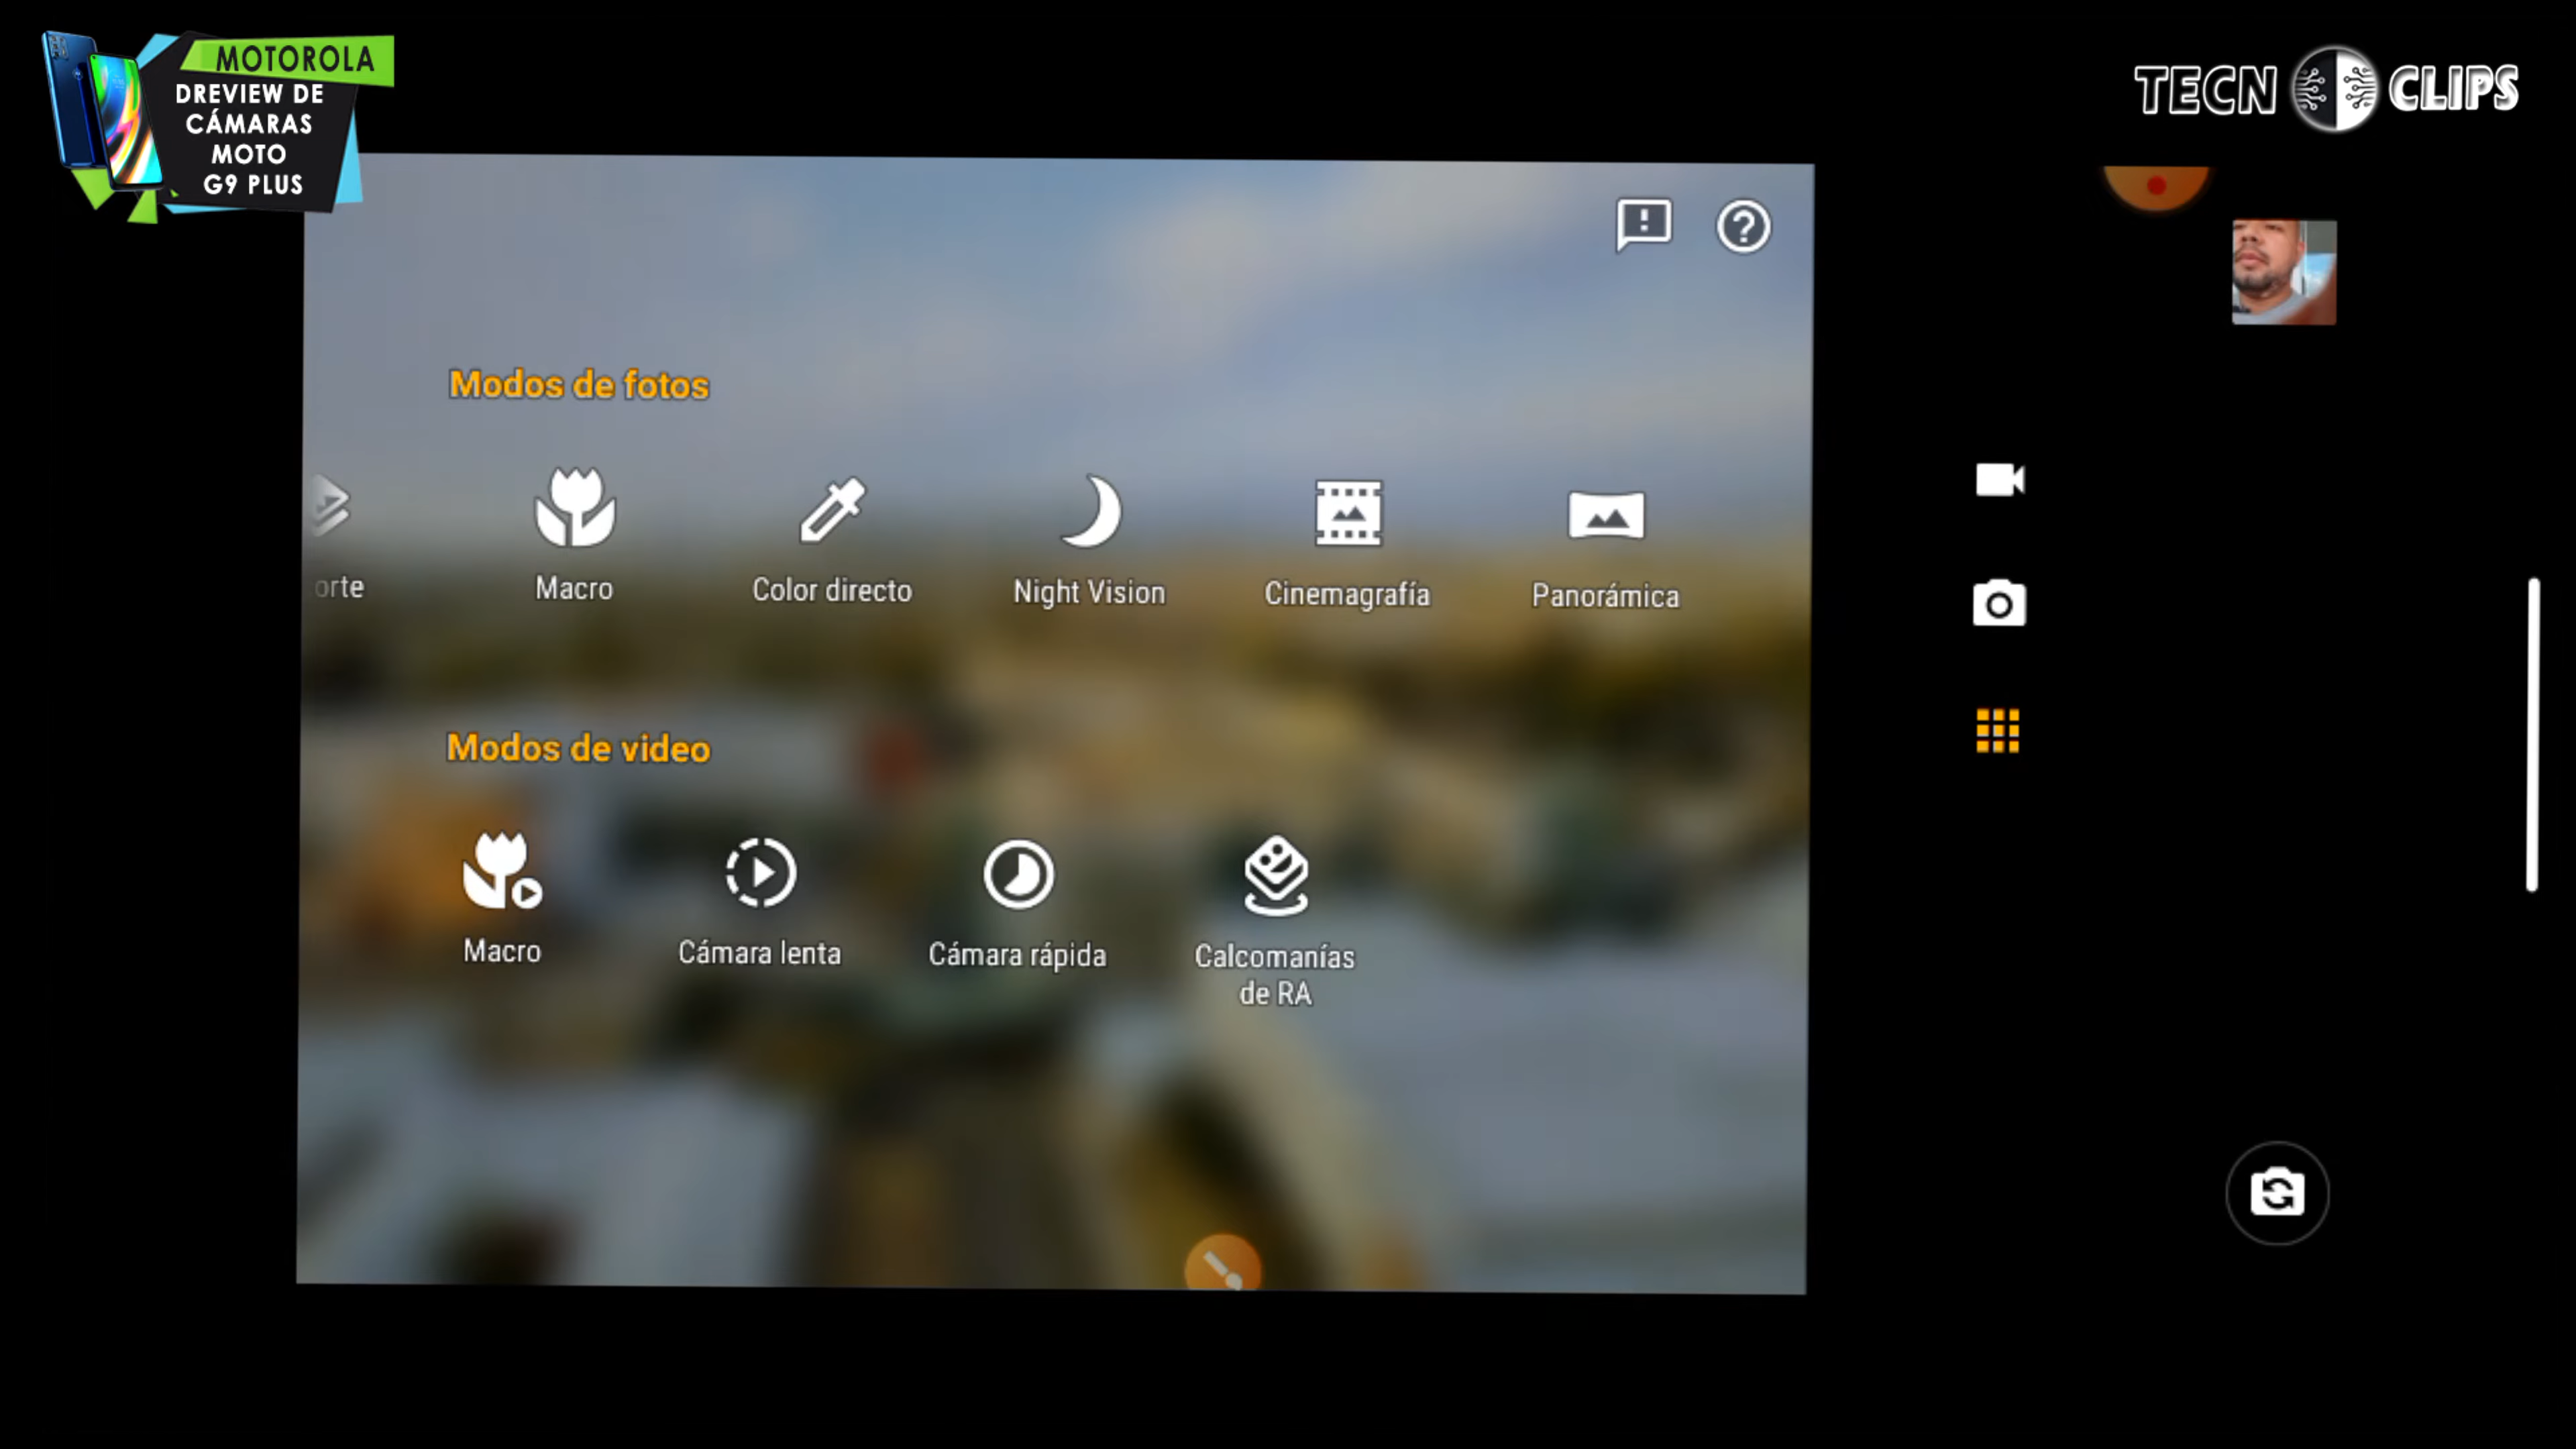 MOTOROLA
DREVIEW DE
CÁMARAS
MOTO
G9 PLUS
TECN CLIPS
Modos de fotos
orte
Macro
Color directo
Night Vision
Cinemagrafía
Panorámica
Modos de video
Macro
Cámara lenta
Cámara rápida
Calcomanías
de RA